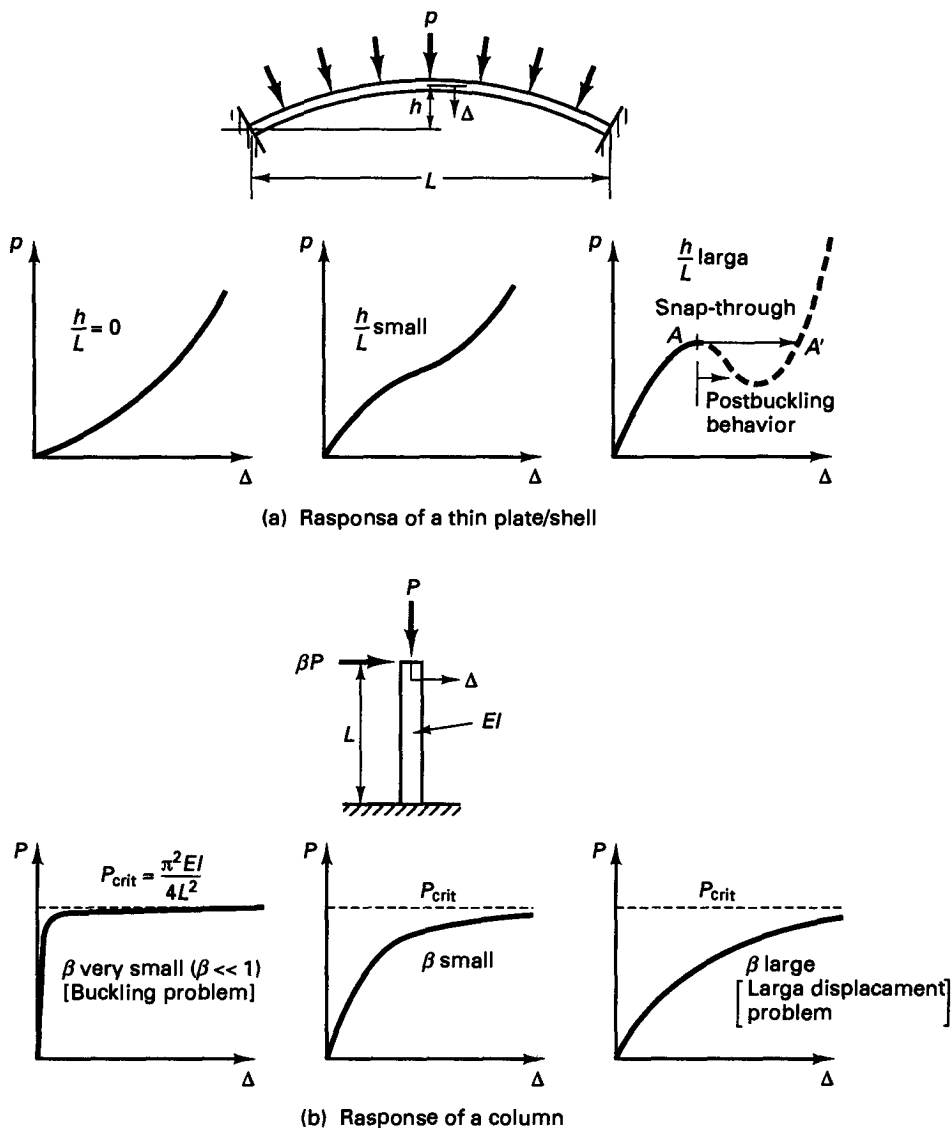 p
h
Δ
L
p
h/L = 0
Δ
h/L small
Δ
p
h/L larga
Snap-through
A
A'
Postbuckling
behavior
Δ
(a) Rasponsa of a thin plate/shell
P
βP
Δ
L
EI
P
P_crit = π²EI/4L²
β very small (β << 1)
[Buckling problem]
Δ
P
P_crit
β small
Δ
P
P_crit
β large
[Larga displacament
problem]
Δ
(b) Rasponse of a column